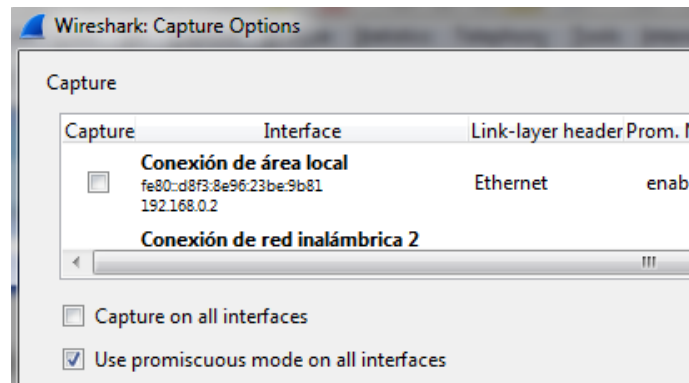 Wireshark: Capture Options
Capture
Capture Interface Link-layer header Prom.
Conexión de área local
fe80::d8f3:8e96:23be:9b81 Ethernet
192.168.0.2
Conexión de red inalámbrica 2
Capture on all interfaces
Use promiscuous mode on all interfaces